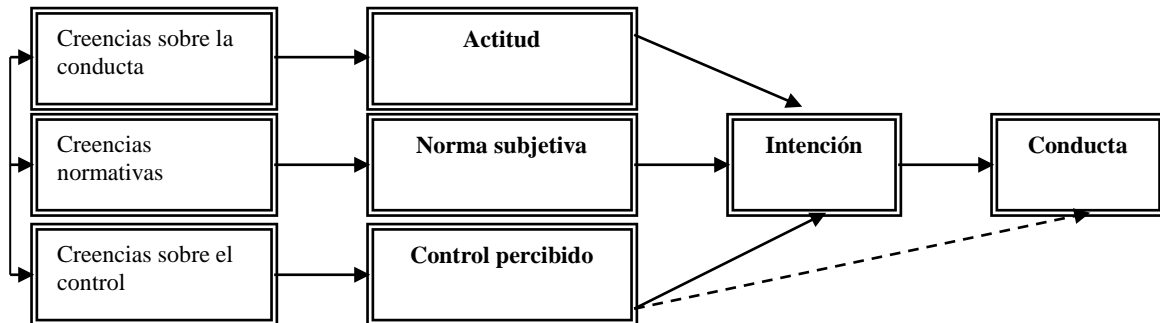 Creencias sobre la
conducta
Actitud
Creencias
normativas
Norma subjetiva
Intención
Conducta
Creencias sobre el
control
Control percibido